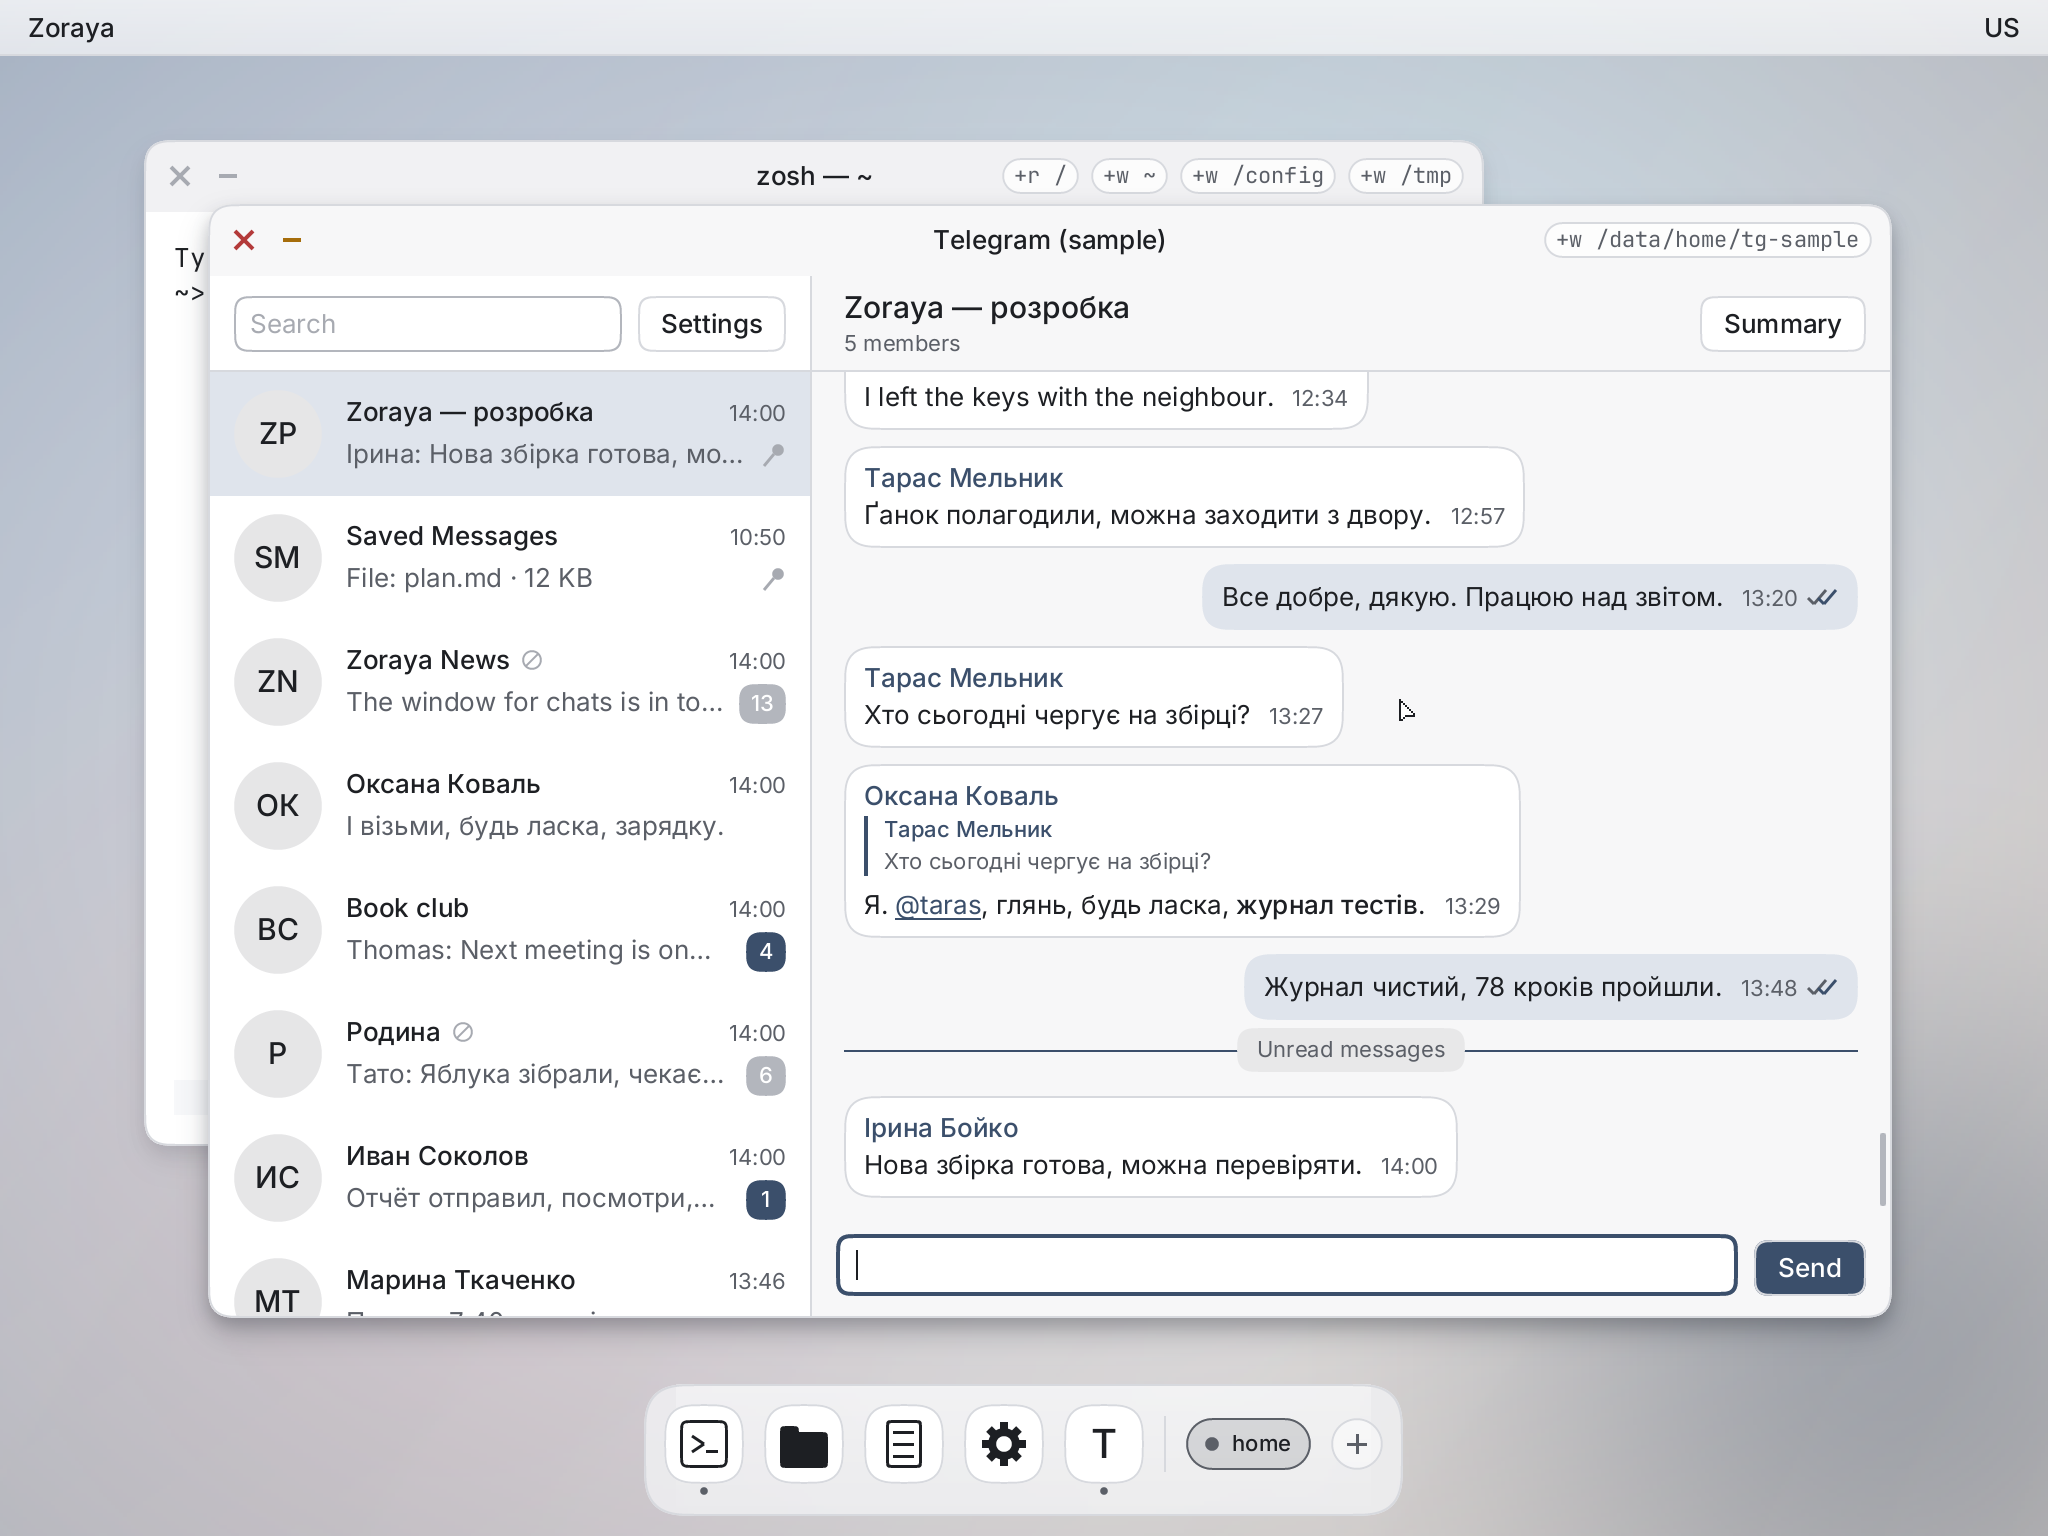 Zoraya
US
zosh — ~
+r /
+w ~
+w /config
+w /tmp
Ty
~>
Telegram (sample)
+w /data/home/tg-sample
Search
Settings
ZP
Zoraya — розробка
14:00
Ірина: Нова збірка готова, мо...
SM
Saved Messages
10:50
File: plan.md · 12 KB
ZN
Zoraya News
14:00
The window for chats is in to...
13
ОК
Оксана Коваль
14:00
І візьми, будь ласка, зарядку.
BC
Book club
14:00
Thomas: Next meeting is on...
4
Р
Родина
14:00
Тато: Яблука зібрали, чекає...
6
ИС
Иван Соколов
14:00
Отчёт отправил, посмотри,...
1
МТ
Марина Ткаченко
13:46
Zoraya — розробка
5 members
Summary
I left the keys with the neighbour. 12:34
Тарас Мельник
Ґанок полагодили, можна заходити з двору. 12:57
Все добре, дякую. Працюю над звітом. 13:20
Тарас Мельник
Хто сьогодні чергує на збірці? 13:27
Оксана Коваль
Тарас Мельник
Хто сьогодні чергує на збірці?
Я. @taras, глянь, будь ласка, журнал тестів. 13:29
Журнал чистий, 78 кроків пройшли. 13:48
Unread messages
Ірина Бойко
Нова збірка готова, можна перевіряти. 14:00
Send
T
home